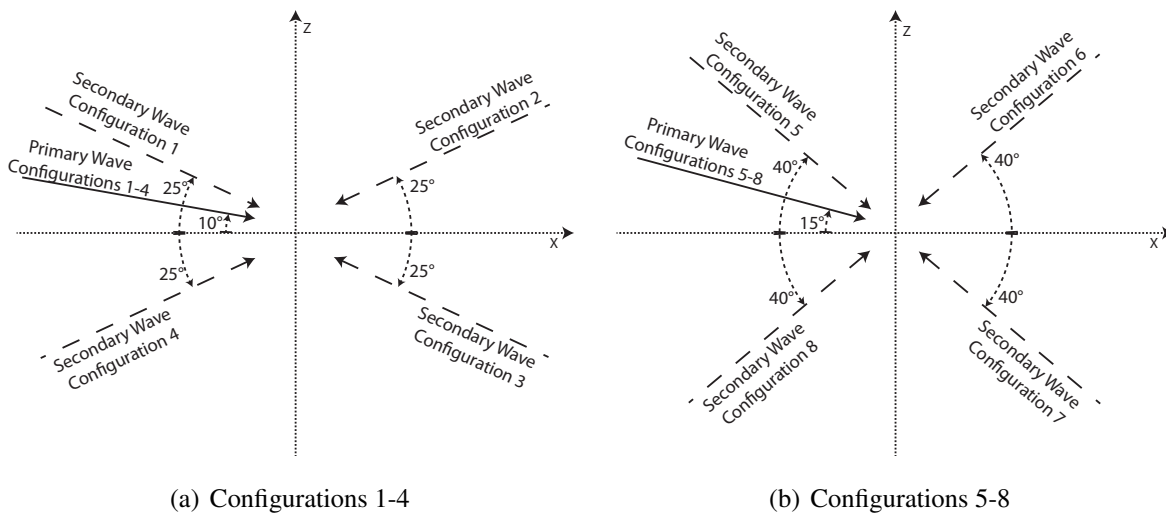 Z
Secondary Wave
Configuration 1
Secondary Wave
Configuration 2
Primary Wave
Configurations 1-4
25°
25°
10°
X
25°
25°
Secondary Wave
Configuration 4
Secondary Wave
Configuration 3
(a) Configurations 1-4
Z
Secondary Wave
Configuration 5
Secondary Wave
Configuration 6
Primary Wave
Configurations 5-8
40°
40°
15°
X
40°
40°
Secondary Wave
Configuration 8
Secondary Wave
Configuration 7
(b) Configurations 5-8